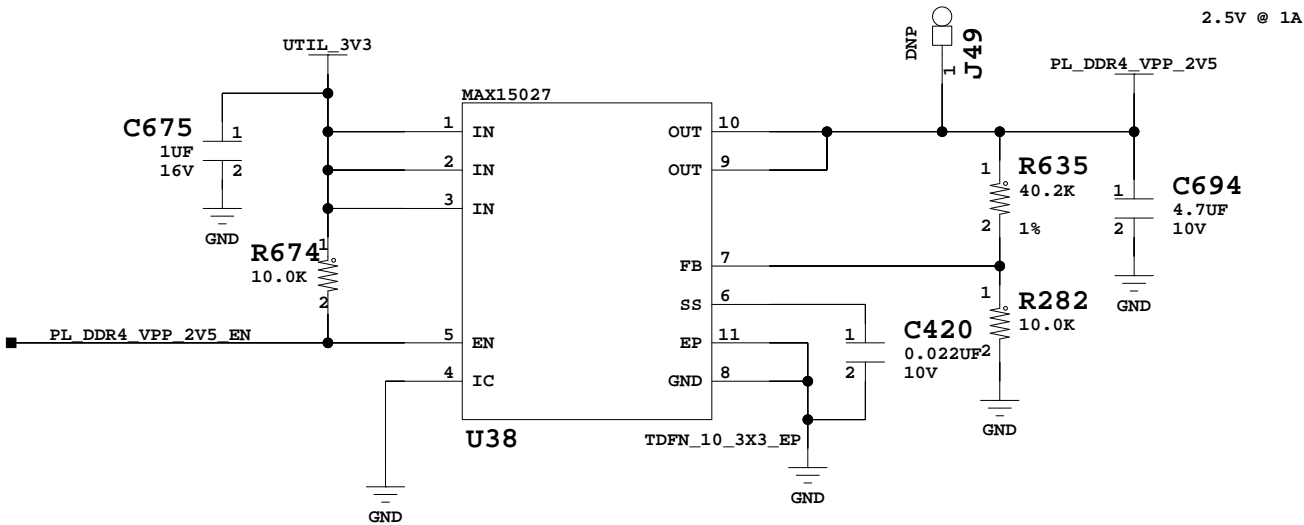 2.5V @ 1A
UTIL_3V3
DNP
J49
1
PL_DDR4_VPP_2V5
MAX15027
C675
1UF
16V
1
2
GND
1 IN
2 IN
3 IN
OUT 10
OUT 9
1
R635
40.2K
2
1%
1
C694
4.7UF
10V
2
GND
R674
10.0K
1
2
FB 7
SS 6
1
R282
10.0K
2
GND
PL_DDR4_VPP_2V5_EN
5 EN
4 IC
EP 11
GND 8
1
C420
0.022UF
10V
2
U38
TDFN_10_3X3_EP
GND
GND